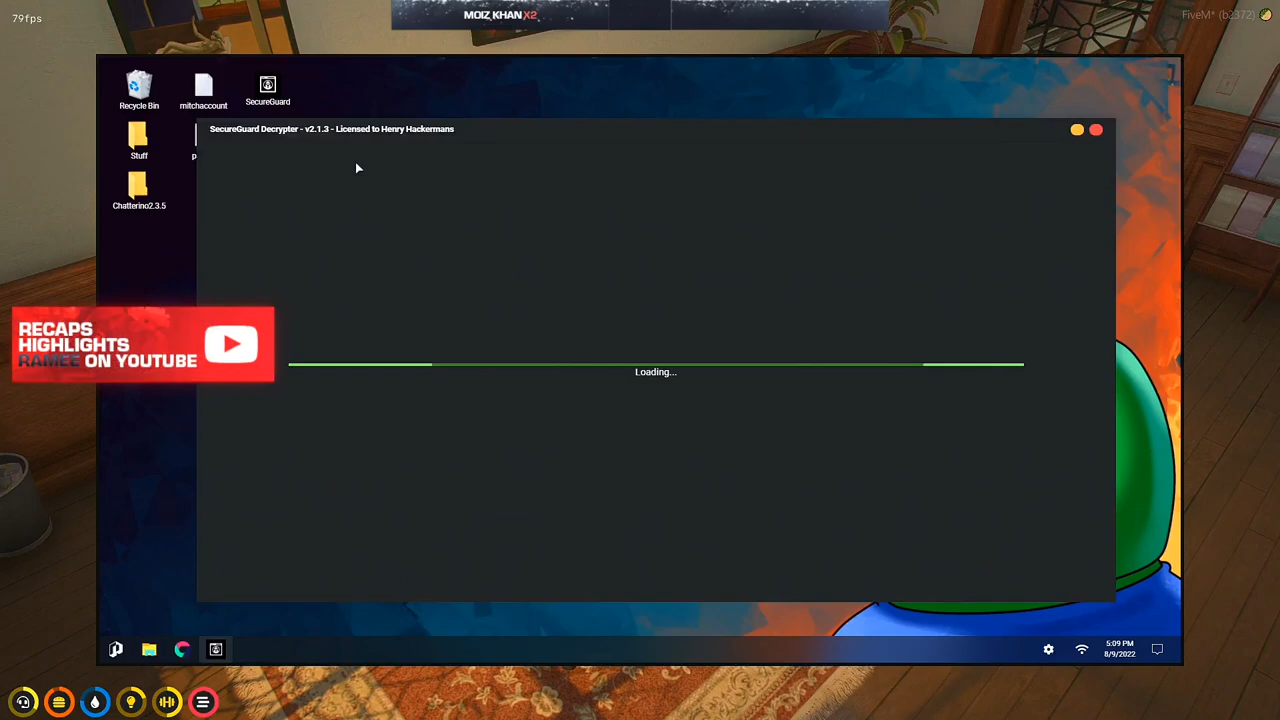 79fps
MOIZ KHAN X2
FiveM* (b2372)
Recycle Bin
mitchaccount
SecureGuard
SecureGuard Decrypter - v2.1.3 - Licensed to Henry Hackermans
Stuff
p
Chatterino2.3.5
RECAPS
HIGHLIGHTS
RAMEE ON YOUTUBE
Loading...
5:09 PM
8/9/2022